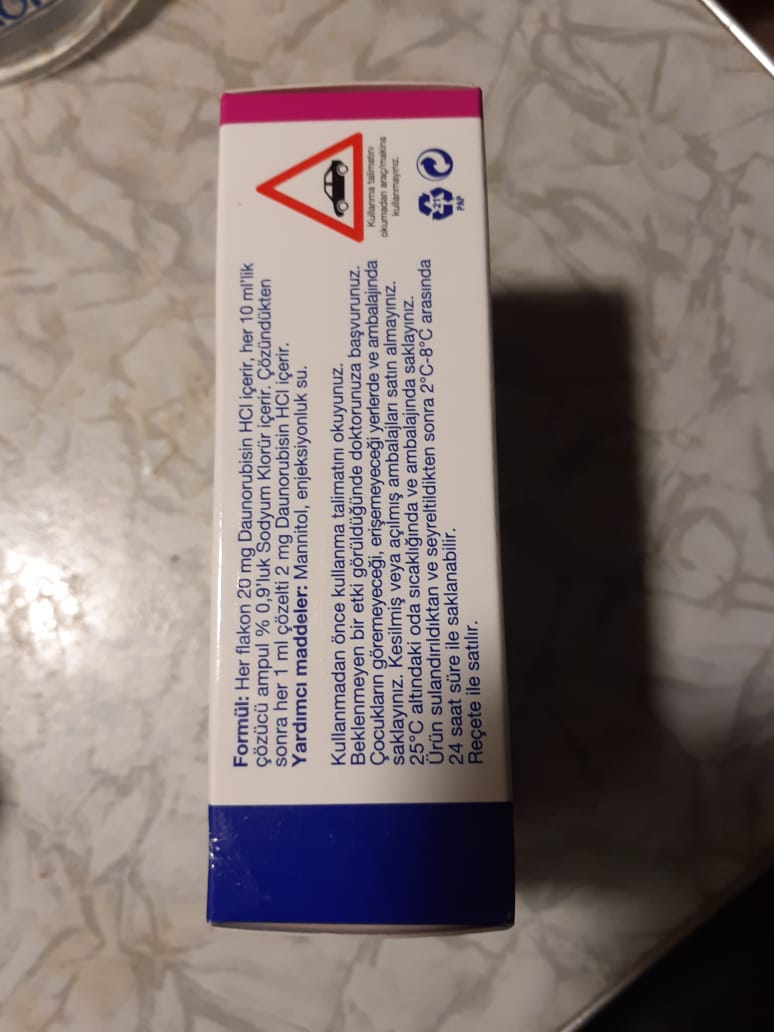 Formül: Her flakon 20 mg Daunorubisin HCl içerir, her 10 ml'lik
çözücü ampul % 0,9'luk Sodyum Klorür içerir. Çözündükten
sonra her 1 ml çözelti 2 mg Daunorubisin HCl içerir.
Yardımcı maddeler: Mannitol, enjeksiyonluk su.
Kullanmadan önce kullanma talimatını okuyunuz.
Beklenmeyen bir etki görüldüğünde doktorunuza başvurunuz.
Çocukların göremeyeceği, erişemeyeceği yerlerde ve ambalajında
saklayınız. Kesilmiş veya açılmış ambalajları satın almayınız.
25°C altındaki oda sıcaklığında ve ambalajında saklayınız.
Ürün sulandırıldıktan ve seyreltildikten sonra 2°C-8°C arasında
24 saat süre ile saklanabilir.
Reçete ile satılır.
Kullanma talimatını
okumadan araç/makina
kullanmayınız.
21
PAP